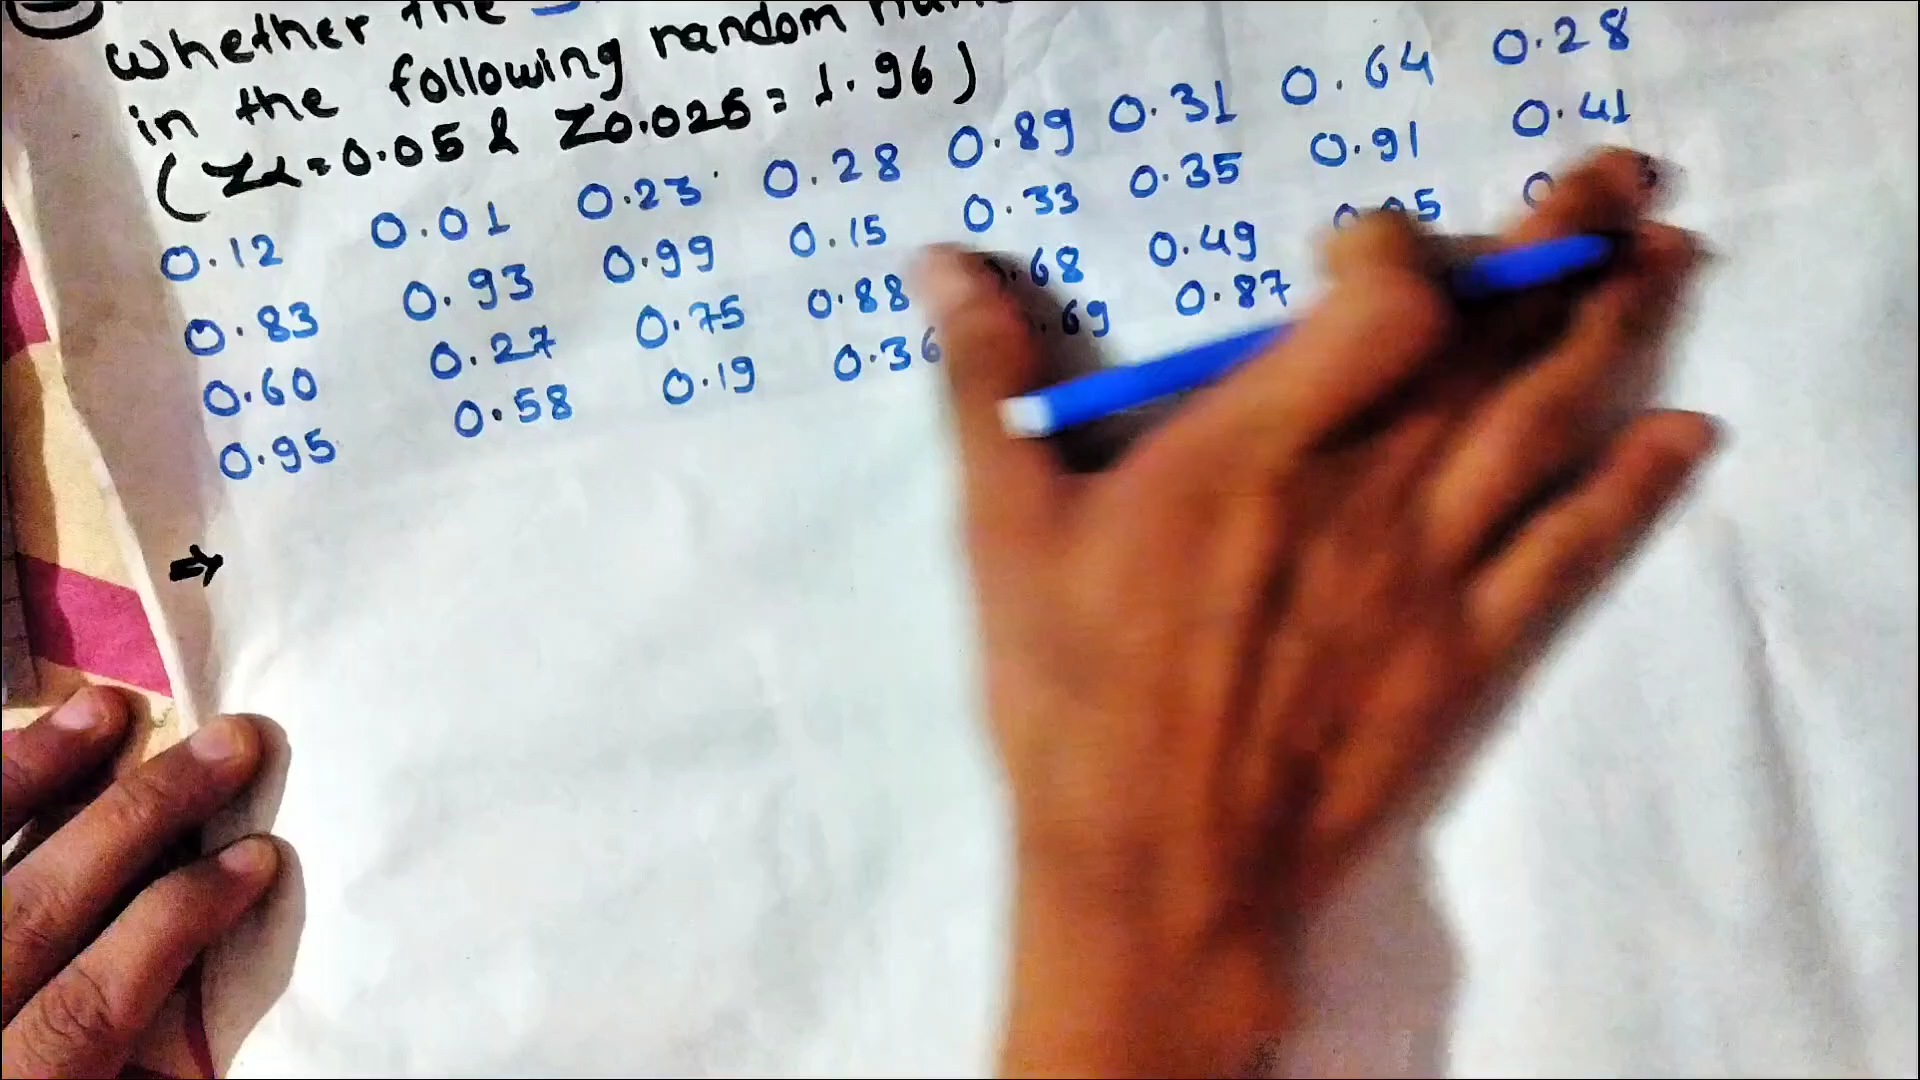 whether the
in the following random
(Zα=0.05 & Z0.025 = 1.96)
0.12 0.01 0.23 0.28 0.89 0.31 0.64 0.28
0.83 0.93 0.99 0.15 0.33 0.35 0.91 0.41
0.60 0.27 0.75 0.88 .68 0.49
0.95 0.58 0.19 0.36 .69 0.87
⇒